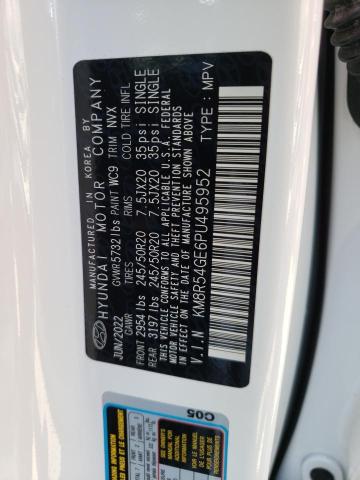 MANUFACTURED IN KOREA BY
HYUNDAI MOTOR COMPANY
JUN/2022 GVWR 5732 lbs PAINT WC9 TRIM NVX
GAWR TIRES RIMS COLD TIRE INFL
FRONT 2954 lbs 245/50R20 7.5JX20 35psi SINGLE
REAR 3197 lbs 245/50R20 7.5JX20 35psi SINGLE
THIS VEHICLE CONFORMS TO ALL APPLICABLE U.S. FEDERAL
MOTOR VEHICLE SAFETY AND THEFT PREVENTION STANDARDS
IN EFFECT ON THE DATE OF MANUFACTURE SHOWN ABOVE.
V.I.N KM8R54GE6PU495952 TYPE: MPV
C05